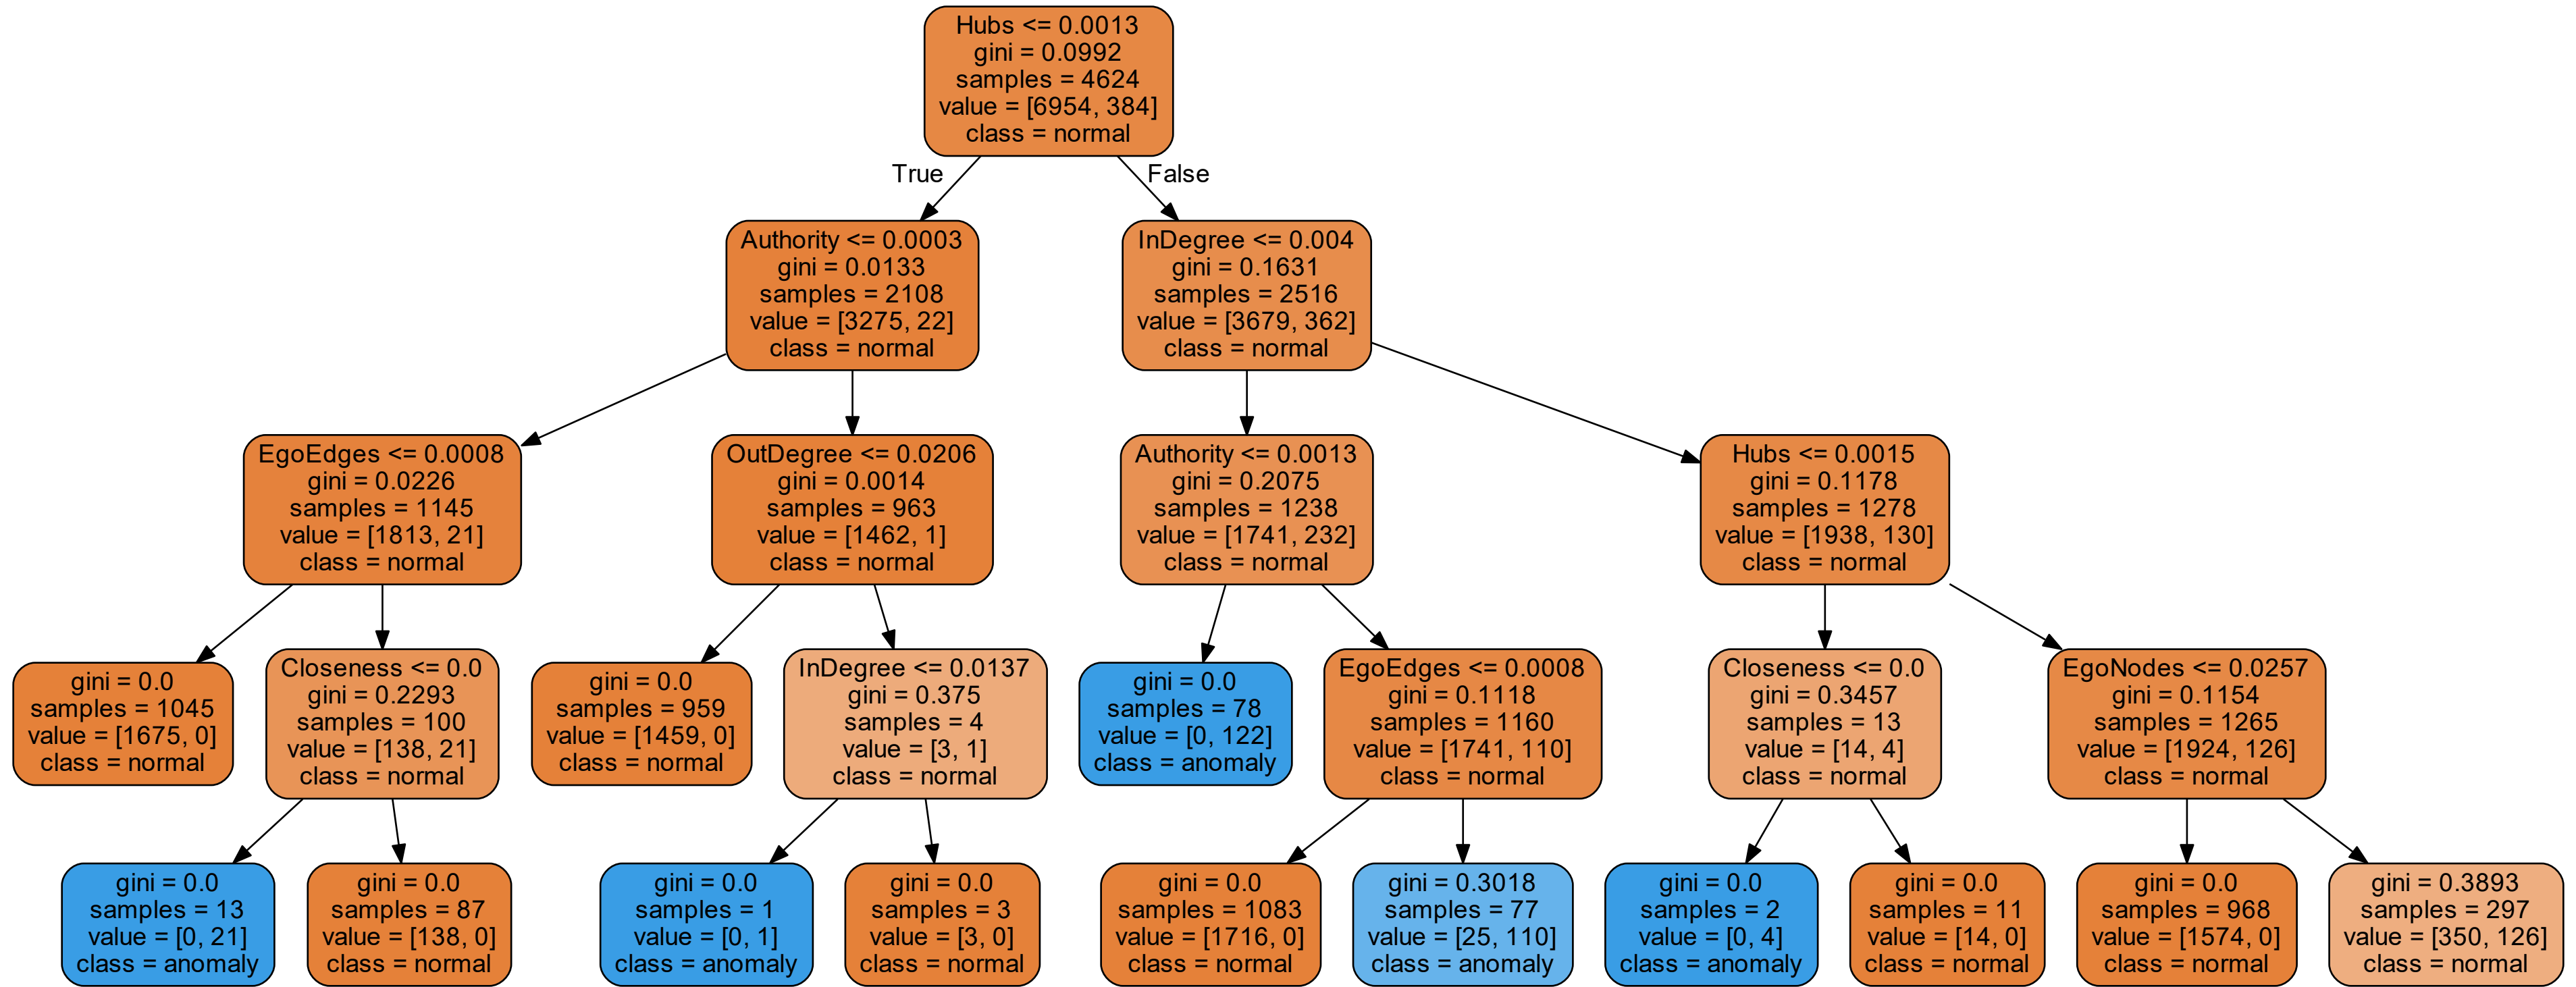 Hubs <= 0.0013
gini = 0.0992
samples = 4624
value = [6954, 384]
class = normal
True
False
Authority <= 0.0003
gini = 0.0133
samples = 2108
value = [3275, 22]
class = normal
InDegree <= 0.004
gini = 0.1631
samples = 2516
value = [3679, 362]
class = normal
EgoEdges <= 0.0008
gini = 0.0226
samples = 1145
value = [1813, 21]
class = normal
OutDegree <= 0.0206
gini = 0.0014
samples = 963
value = [1462, 1]
class = normal
Authority <= 0.0013
gini = 0.2075
samples = 1238
value = [1741, 232]
class = normal
Hubs <= 0.0015
gini = 0.1178
samples = 1278
value = [1938, 130]
class = normal
gini = 0.0
samples = 1045
value = [1675, 0]
class = normal
Closeness <= 0.0
gini = 0.2293
samples = 100
value = [138, 21]
class = normal
gini = 0.0
samples = 959
value = [1459, 0]
class = normal
InDegree <= 0.0137
gini = 0.375
samples = 4
value = [3, 1]
class = normal
gini = 0.0
samples = 78
value = [0, 122]
class = anomaly
EgoEdges <= 0.0008
gini = 0.1118
samples = 1160
value = [1741, 110]
class = normal
Closeness <= 0.0
gini = 0.3457
samples = 13
value = [14, 4]
class = normal
EgoNodes <= 0.0257
gini = 0.1154
samples = 1265
value = [1924, 126]
class = normal
gini = 0.0
samples = 13
value = [0, 21]
class = anomaly
gini = 0.0
samples = 87
value = [138, 0]
class = normal
gini = 0.0
samples = 1
value = [0, 1]
class = anomaly
gini = 0.0
samples = 3
value = [3, 0]
class = normal
gini = 0.0
samples = 1083
value = [1716, 0]
class = normal
gini = 0.3018
samples = 77
value = [25, 110]
class = anomaly
gini = 0.0
samples = 2
value = [0, 4]
class = anomaly
gini = 0.0
samples = 11
value = [14, 0]
class = normal
gini = 0.0
samples = 968
value = [1574, 0]
class = normal
gini = 0.3893
samples = 297
value = [350, 126]
class = normal